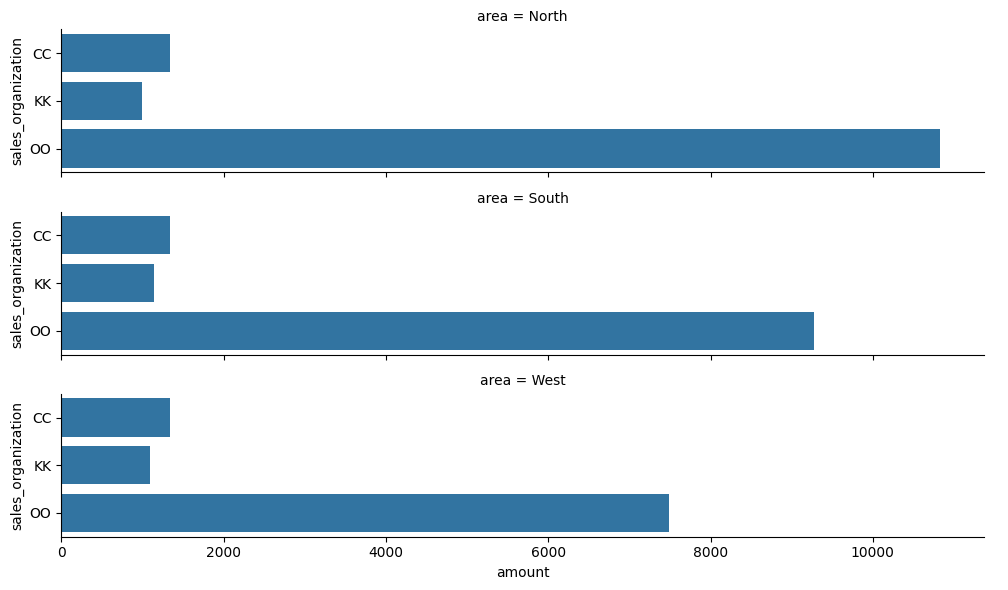 area = North
sales_organization
CC
KK
OO
area = South
sales_organization
CC
KK
OO
area = West
sales_organization
CC
KK
OO
0 2000 4000 6000 8000 10000
amount